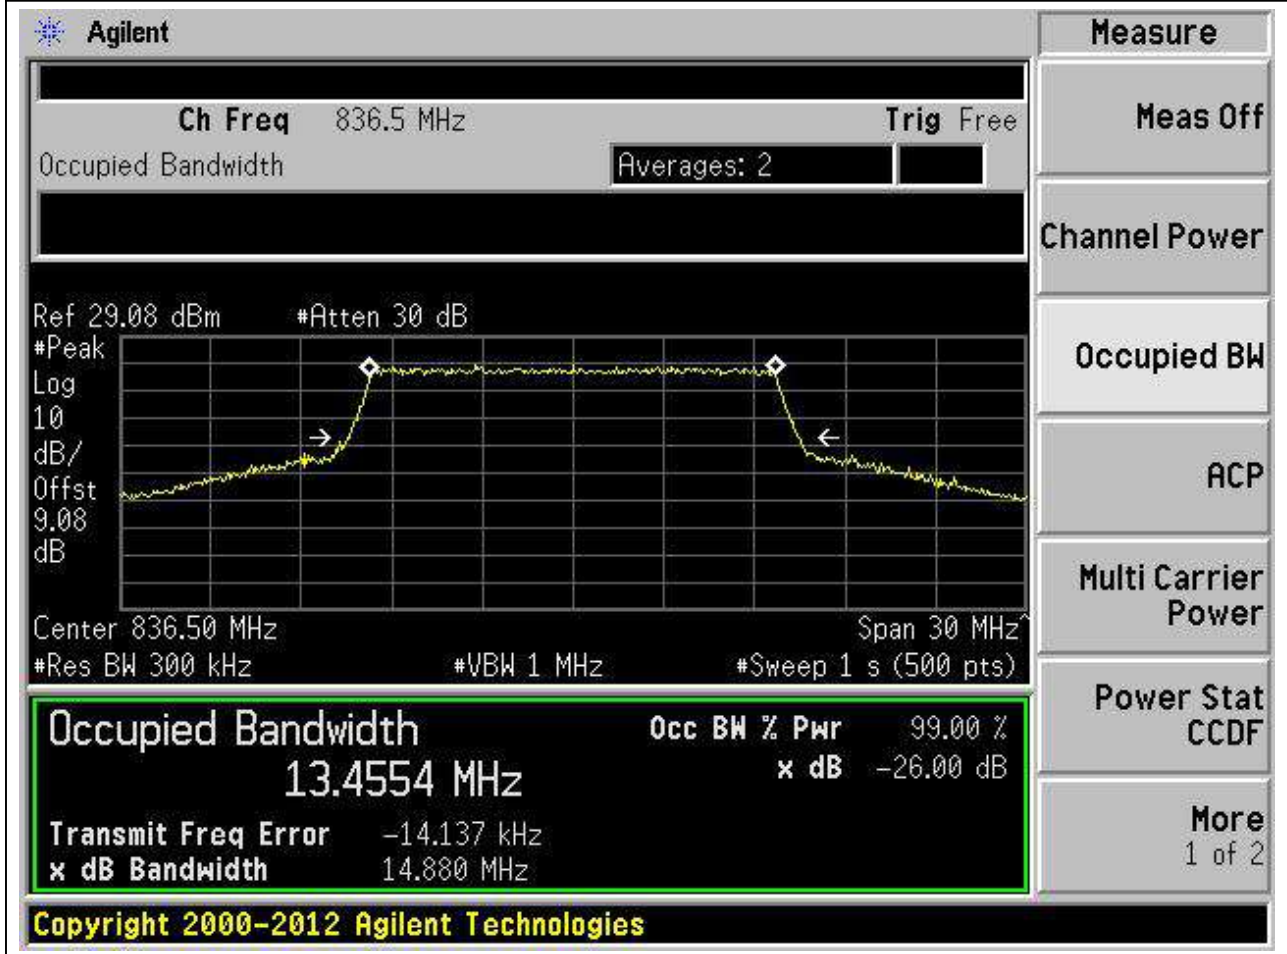 Agilent
Measure
Ch Freq 836.5 MHz Trig Free
Meas Off
Occupied Bandwidth Averages: 2
Channel Power
Ref 29.08 dBm #Atten 30 dB
#Peak
Log
10
dB/
Offst
9.08
dB
Occupied BW
ACP
Center 836.50 MHz Span 30 MHz^
#Res BW 300 kHz #VBW 1 MHz #Sweep 1 s (500 pts)
Multi Carrier
Power
Occupied Bandwidth Occ BW % Pwr 99.00 %
13.4554 MHz x dB -26.00 dB
Transmit Freq Error -14.137 kHz
x dB Bandwidth 14.880 MHz
Power Stat
CCDF
More
1 of 2
Copyright 2000-2012 Agilent Technologies